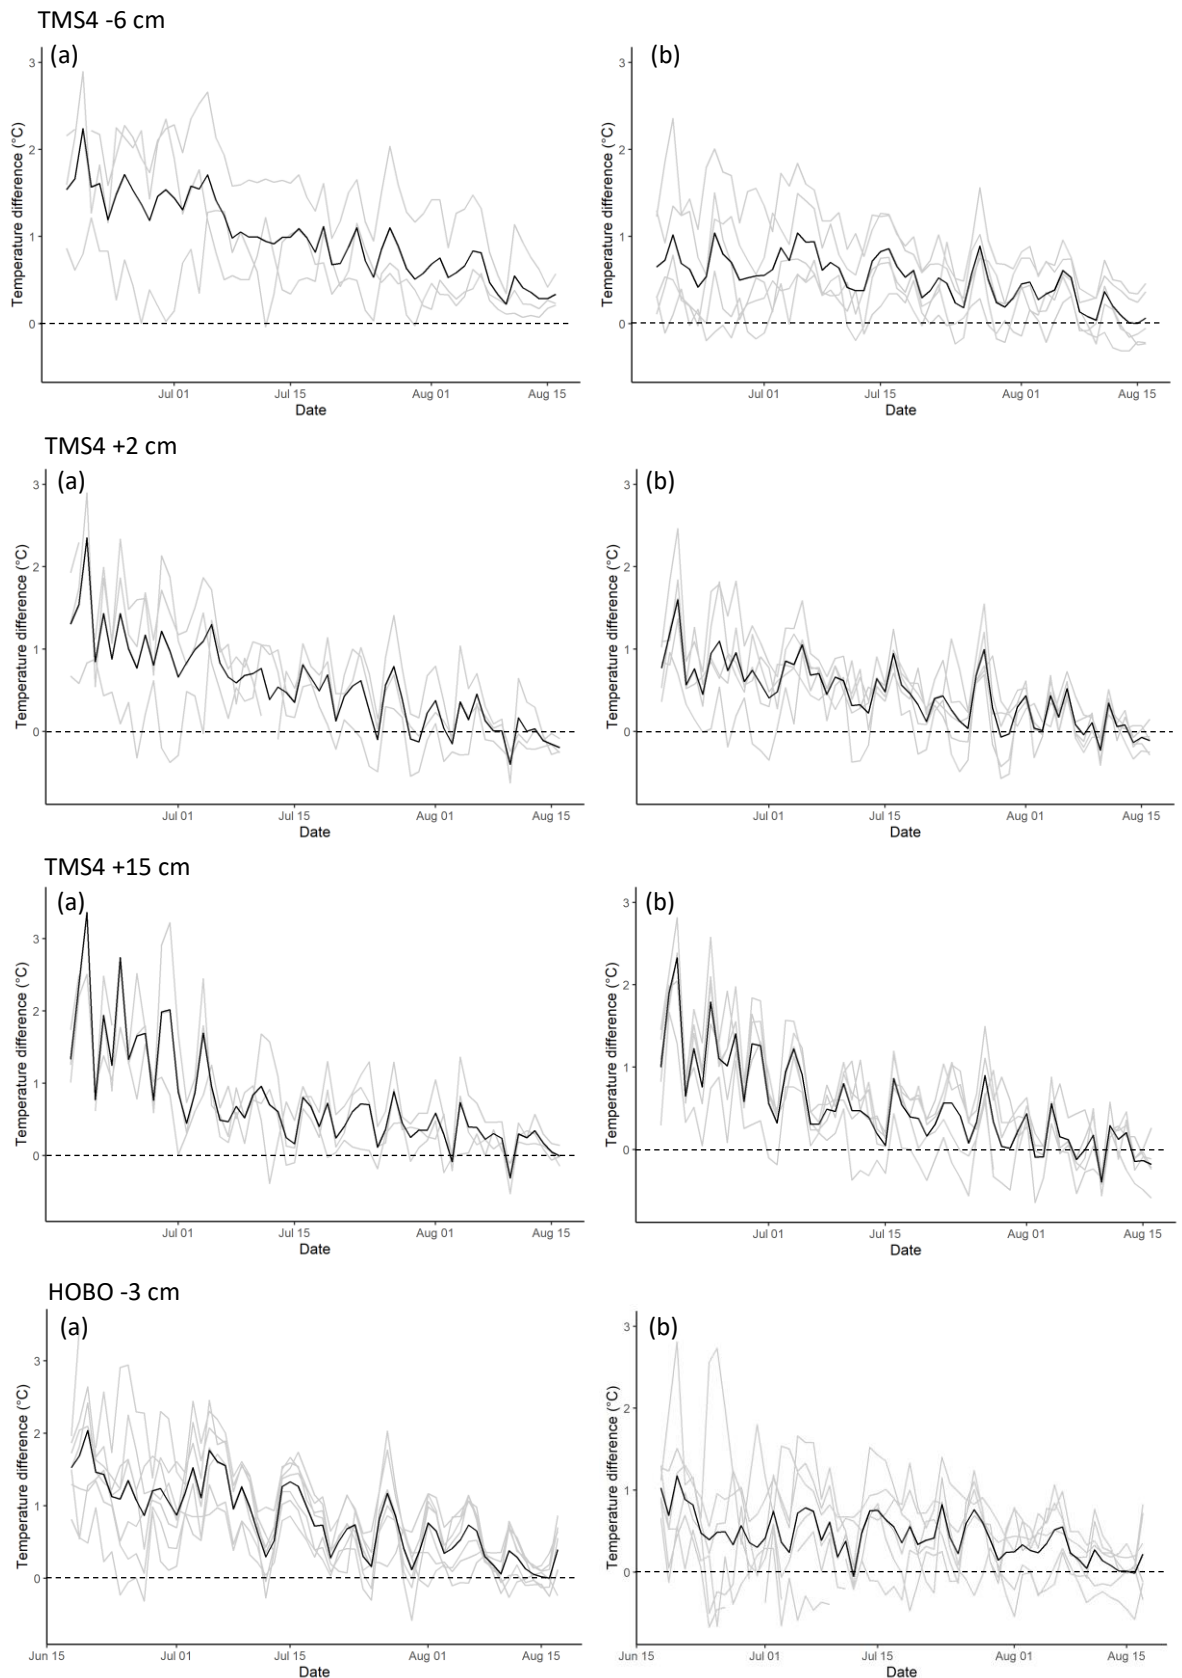 TMS4 -6 cm
(a)
(b)
3
2
1
0
Temperature difference (°C)
Jul 01
Jul 15
Aug 01
Aug 15
Date
3
2
1
0
Temperature difference (°C)
Jul 01
Jul 15
Aug 01
Aug 15
Date
TMS4 +2 cm
(a)
(b)
3
2
1
0
Temperature difference (°C)
Jul 01
Jul 15
Aug 01
Aug 15
Date
3
2
1
0
Temperature difference (°C)
Jul 01
Jul 15
Aug 01
Aug 15
Date
TMS4 +15 cm
(a)
(b)
3
2
1
0
Temperature difference (°C)
Jul 01
Jul 15
Aug 01
Aug 15
Date
3
2
1
0
Temperature difference (°C)
Jul 01
Jul 15
Aug 01
Aug 15
Date
HOBO -3 cm
(a)
(b)
3
2
1
0
Temperature difference (°C)
Jun 15
Jul 01
Jul 15
Aug 01
Aug 15
Date
3
2
1
0
Temperature difference (°C)
Jun 15
Jul 01
Jul 15
Aug 01
Aug 15
Date